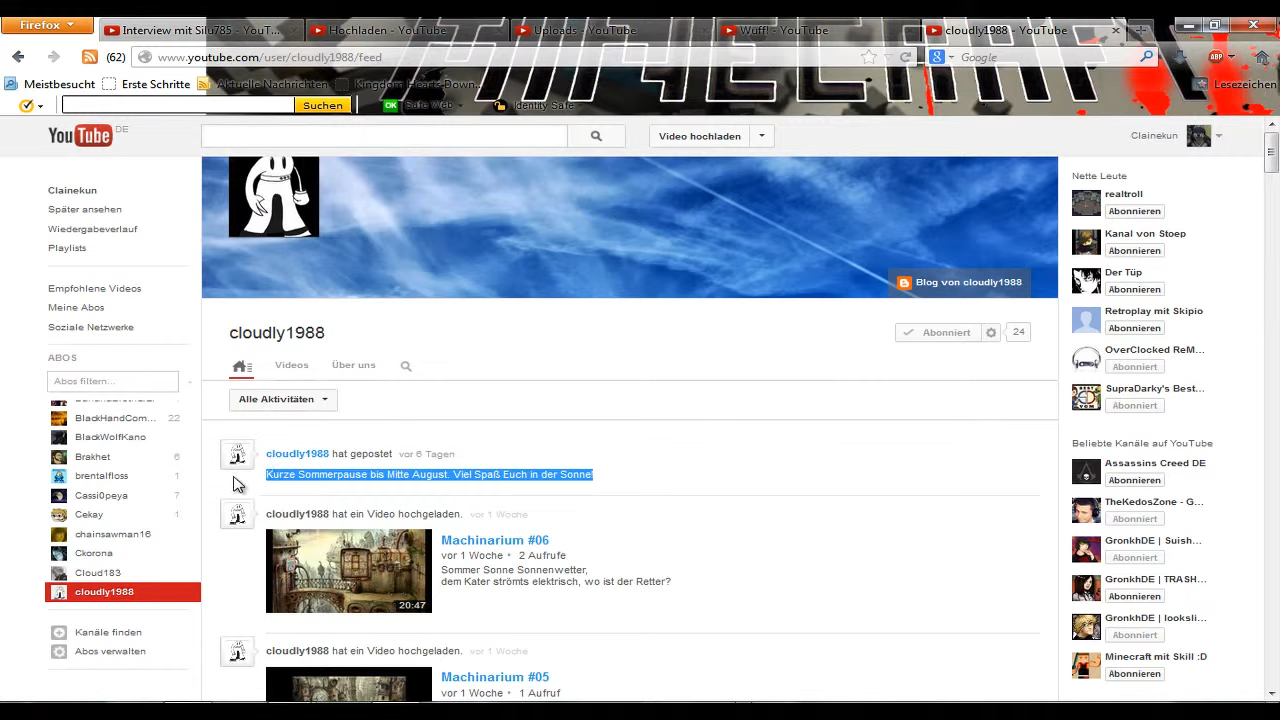 Firefox
Interview mit Silu785 - YouT...
Hochladen - YouTube
Uploads - YouTube
Wuff! - YouTube
cloudly1988 - YouTube
(62)
www.youtube.com/user/cloudly1988/feed
Google
ABP
Meistbesucht
Erste Schritte
Aktuelle Nachrichten
Kingdom Hearts Down...
Lesezeichen
Suchen
OK
Safe Web
Identity Safe
YouTube DE
Video hochladen
Clainekun
Clainekun
Später ansehen
Wiedergabeverlauf
Playlists
Empfohlene Videos
Meine Abos
Soziale Netzwerke
ABOS
Abos filtern...
BlackHandCom... 22
BlackWolfKano
Brakhet 6
brentalfloss 1
Cassi0peya 7
Cekay 1
chainsawman16
Ckorona
Cloud183
cloudly1988
Kanäle finden
Abos verwalten
Blog von cloudly1988
cloudly1988
Abonniert 24
Videos
Über uns
Alle Aktivitäten
cloudly1988 hat gepostet vor 6 Tagen
Kurze Sommerpause bis Mitte August. Viel Spaß Euch in der Sonne!
cloudly1988 hat ein Video hochgeladen. vor 1 Woche
Machinarium #06
vor 1 Woche • 2 Aufrufe
Sommer Sonne Sonnenwetter,
dem Kater strömts elektrisch, wo ist der Retter?
20:47
cloudly1988 hat ein Video hochgeladen. vor 1 Woche
Machinarium #05
vor 1 Woche • 1 Aufruf
Nette Leute
realtroll
Abonnieren
Kanal von Stoep
Abonnieren
Der Tüp
Abonnieren
Retroplay mit Skipio
Abonnieren
OverClocked ReM...
Abonniert
SupraDarky's Best...
Abonniert
Beliebte Kanäle auf YouTube
Assassins Creed DE
Abonnieren
TheKedosZone - G...
Abonniert
GronkhDE | Suish...
Abonniert
GronkhDE | TRASH...
Abonnieren
GronkhDE | looksli...
Abonniert
Minecraft mit Skill :D
Abonnieren